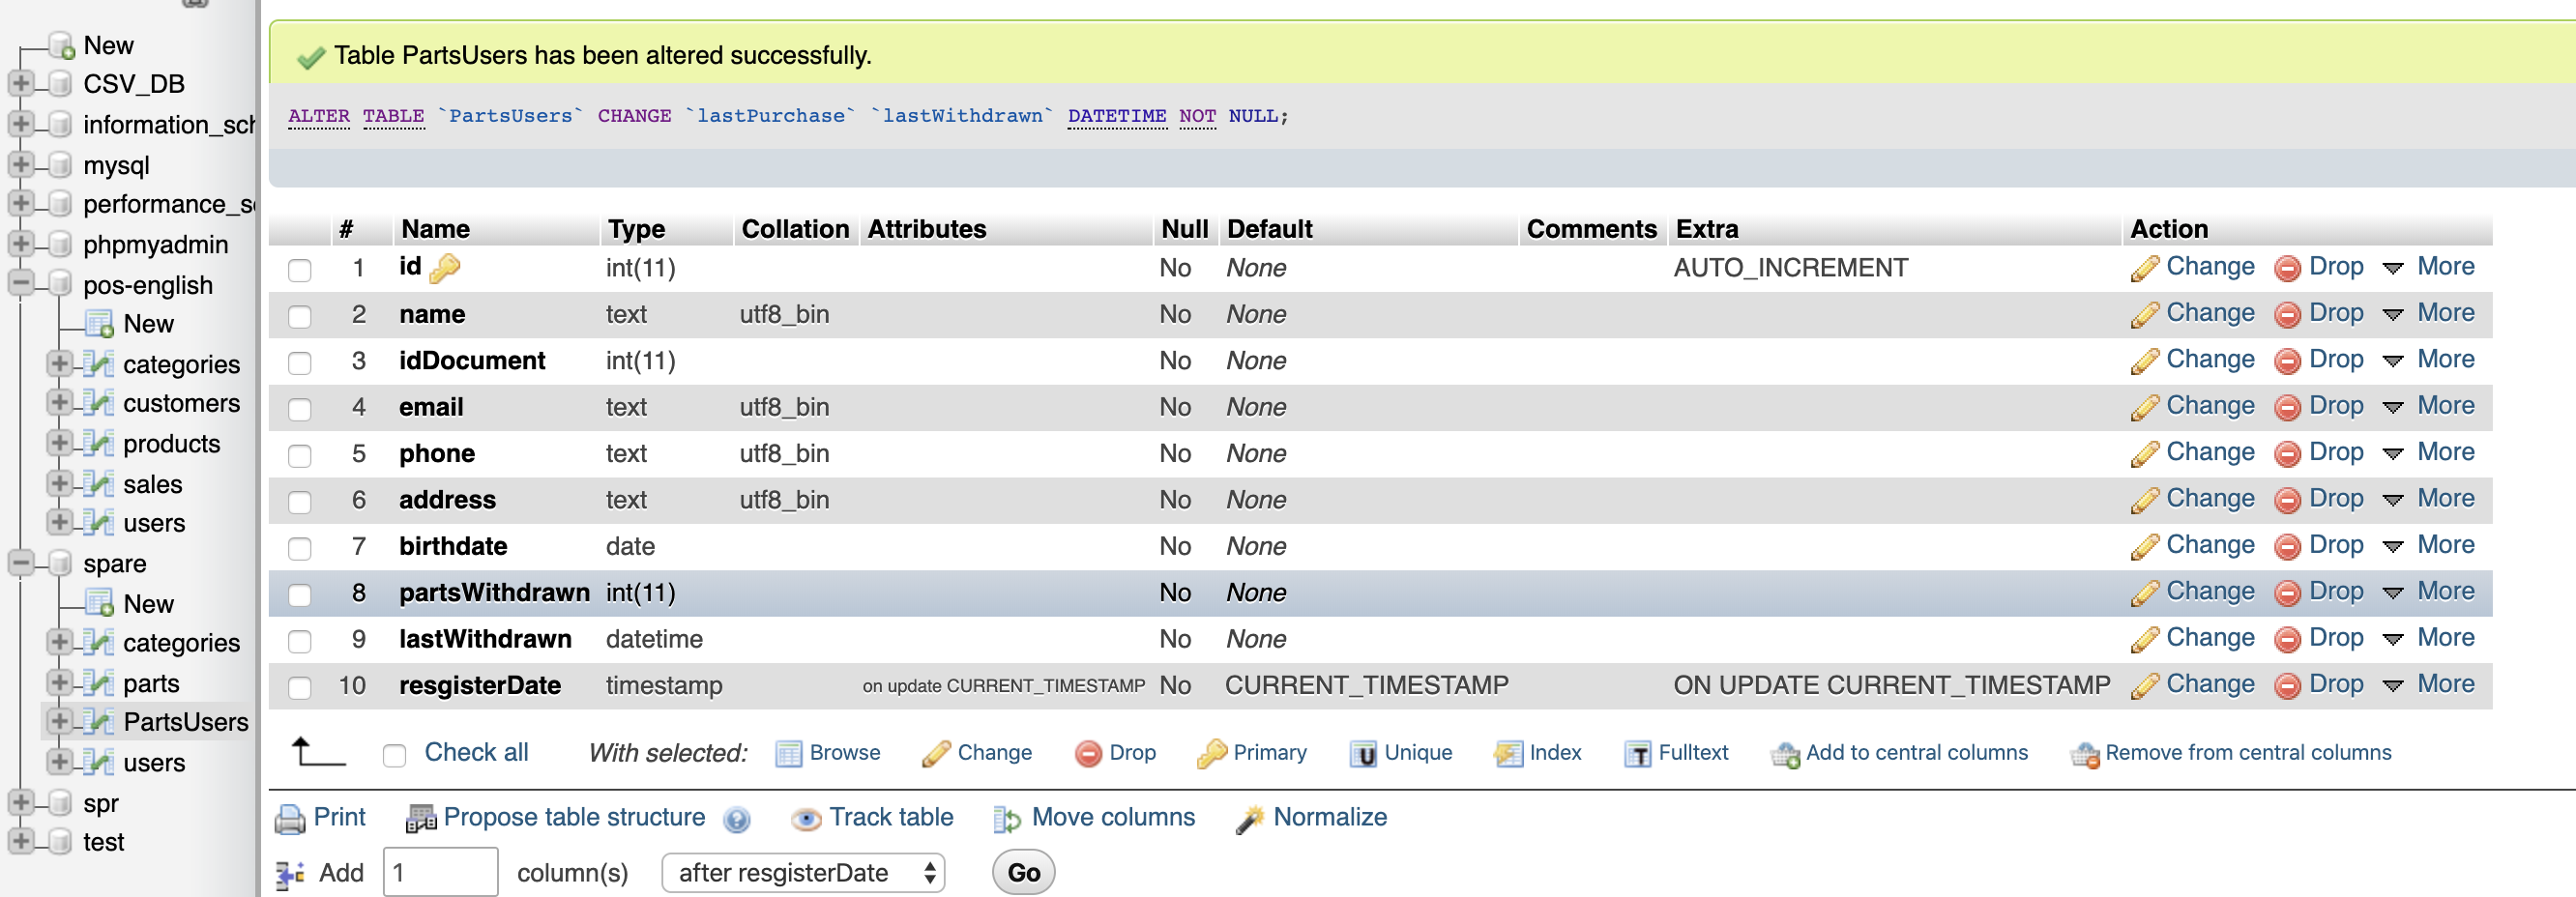 New
CSV_DB
information_sch
mysql
performance_s
phpmyadmin
pos-english
New
categories
customers
products
sales
users
spare
New
categories
parts
PartsUsers
users
spr
test
Table PartsUsers has been altered successfully.
ALTER TABLE `PartsUsers` CHANGE `lastPurchase` `lastWithdrawn` DATETIME NOT NULL;
# Name Type Collation Attributes Null Default Comments Extra Action
1 id int(11) No None AUTO_INCREMENT Change Drop More
2 name text utf8_bin No None Change Drop More
3 idDocument int(11) No None Change Drop More
4 email text utf8_bin No None Change Drop More
5 phone text utf8_bin No None Change Drop More
6 address text utf8_bin No None Change Drop More
7 birthdate date No None Change Drop More
8 partsWithdrawn int(11) No None Change Drop More
9 lastWithdrawn datetime No None Change Drop More
10 resgisterDate timestamp on update CURRENT_TIMESTAMP No CURRENT_TIMESTAMP ON UPDATE CURRENT_TIMESTAMP Change Drop More
Check all With selected: Browse Change Drop Primary Unique Index Fulltext Add to central columns Remove from central columns
Print Propose table structure Track table Move columns Normalize
Add 1 column(s) after resgisterDate Go